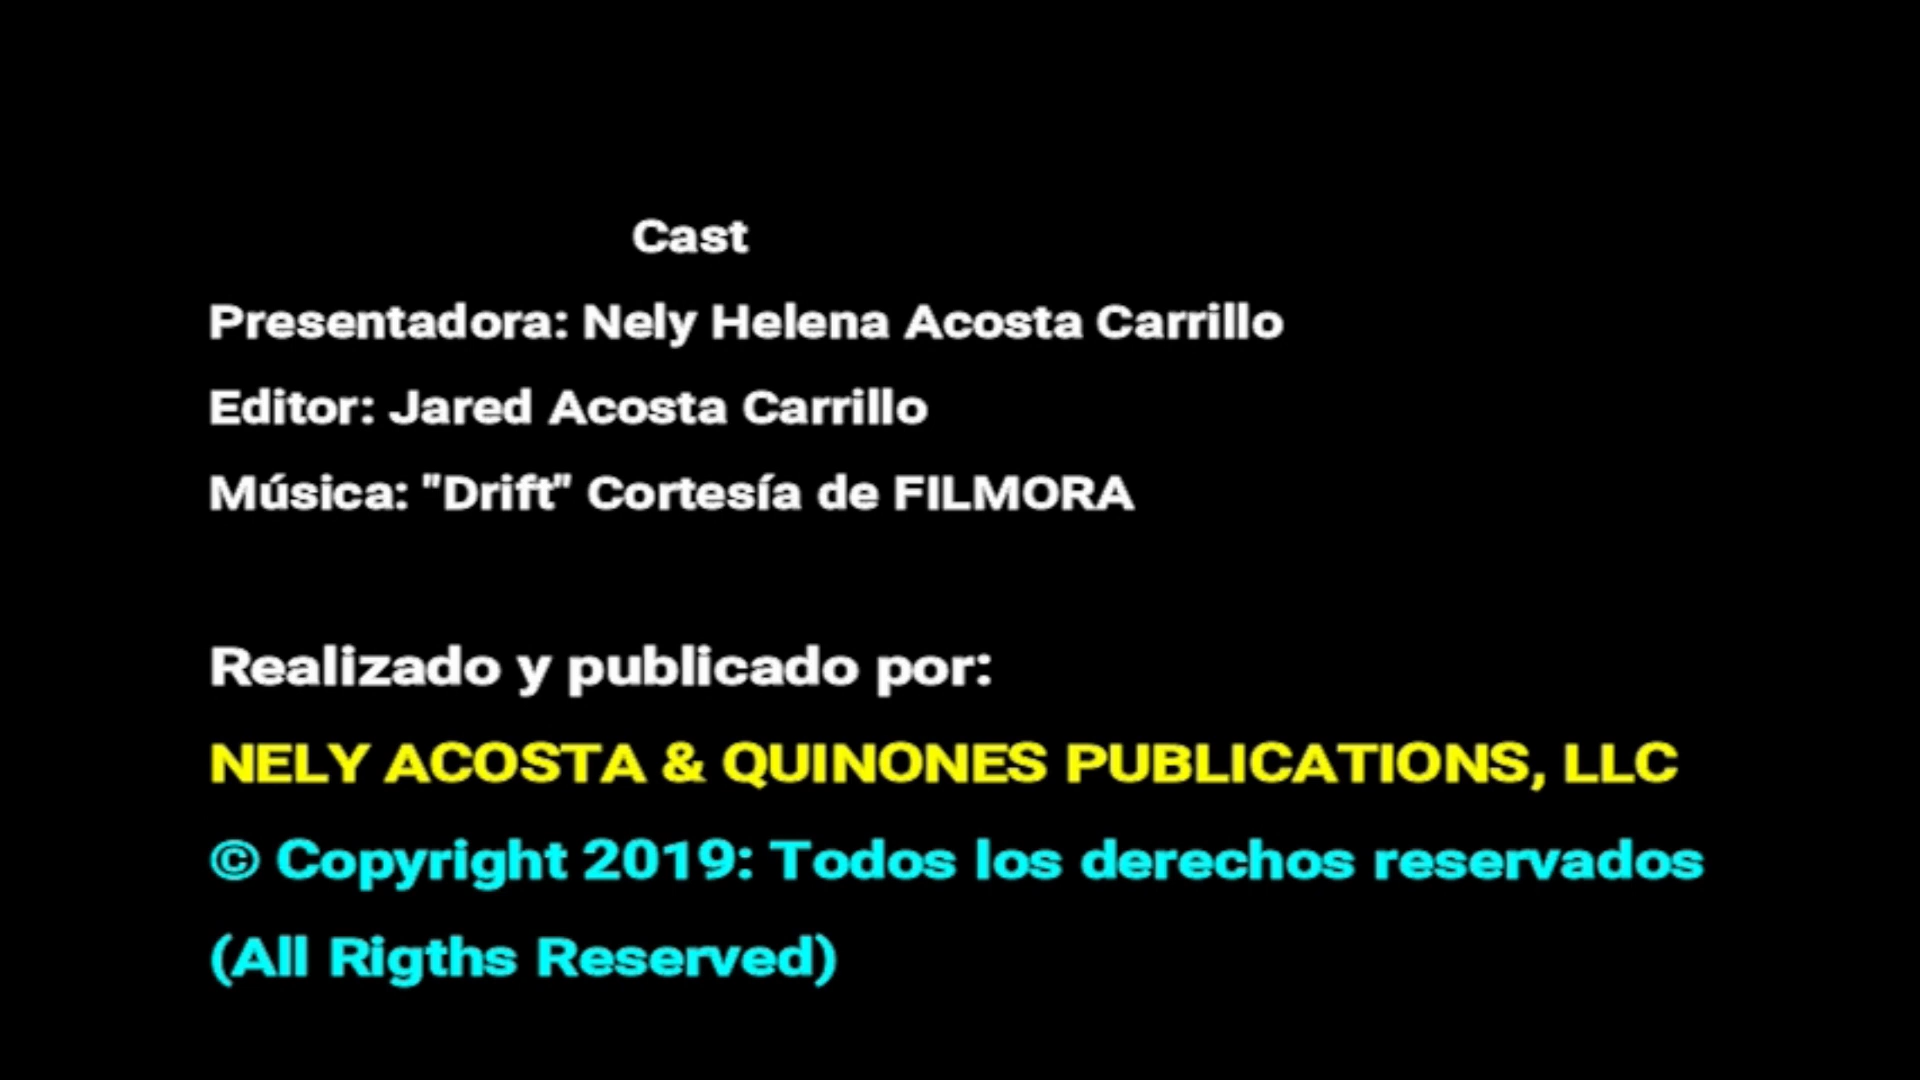 Cast
Presentadora: Nely Helena Acosta Carrillo
Editor: Jared Acosta Carrillo
Música: "Drift" Cortesía de FILMORA
Realizado y publicado por:
NELY ACOSTA & QUINONES PUBLICATIONS, LLC
© Copyright 2019: Todos los derechos reservados
(All Rigths Reserved)